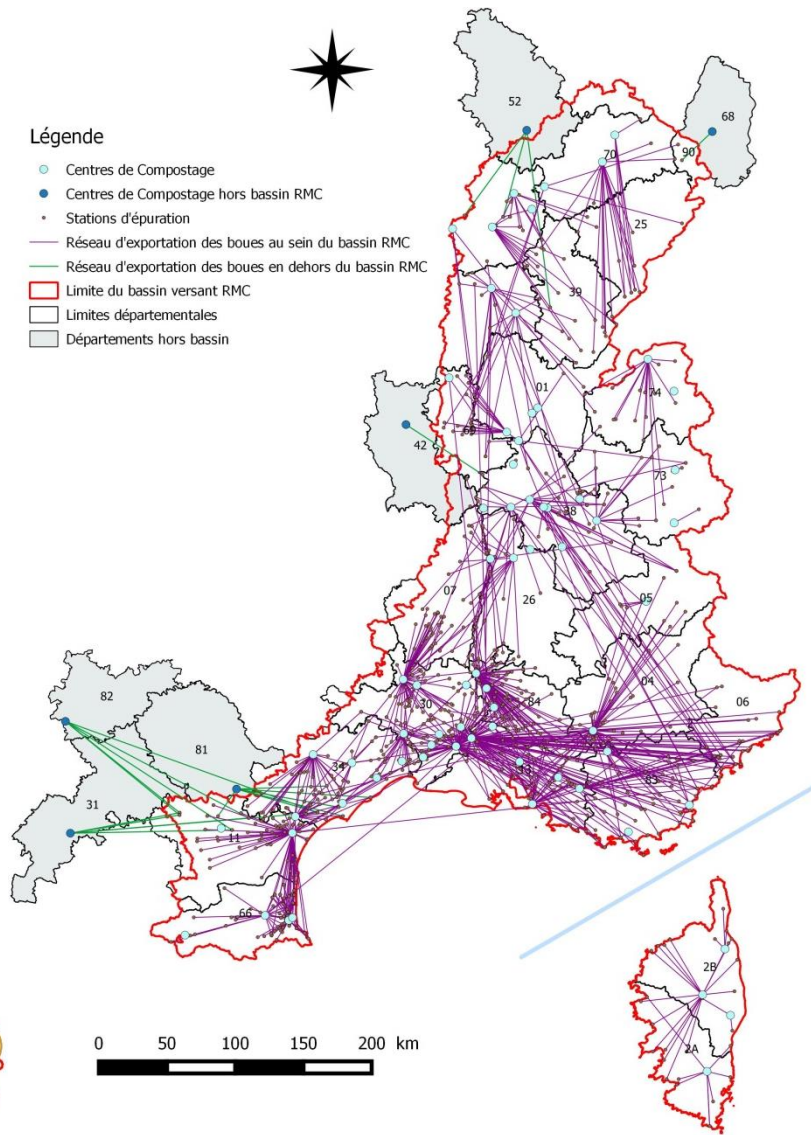 Légende
Centres de Compostage
Centres de Compostage hors bassin RMC
Stations d'épuration
Réseau d'exportation des boues au sein du bassin RMC
Réseau d'exportation des boues en dehors du bassin RMC
Limite du bassin versant RMC
Limites départementales
Départements hors bassin
52
68
70
90
25
39
01
74
69
42
73
38
07
26
05
04
06
30
84
82
81
34
13
83
31
11
66
2B
2A
0 50 100 150 200 km